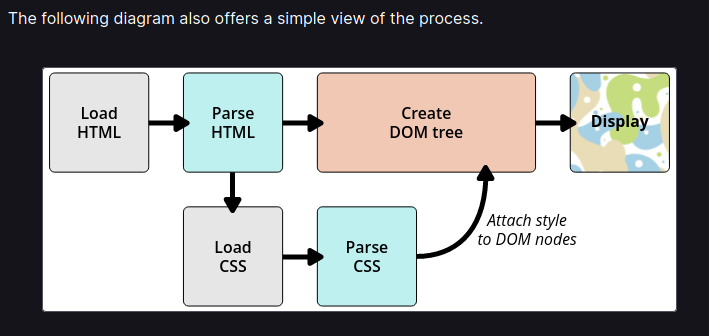 The following diagram also offers a simple view of the process.
Load
HTML
Parse
HTML
Create
DOM tree
Display
Load
CSS
Parse
CSS
Attach style
to DOM nodes